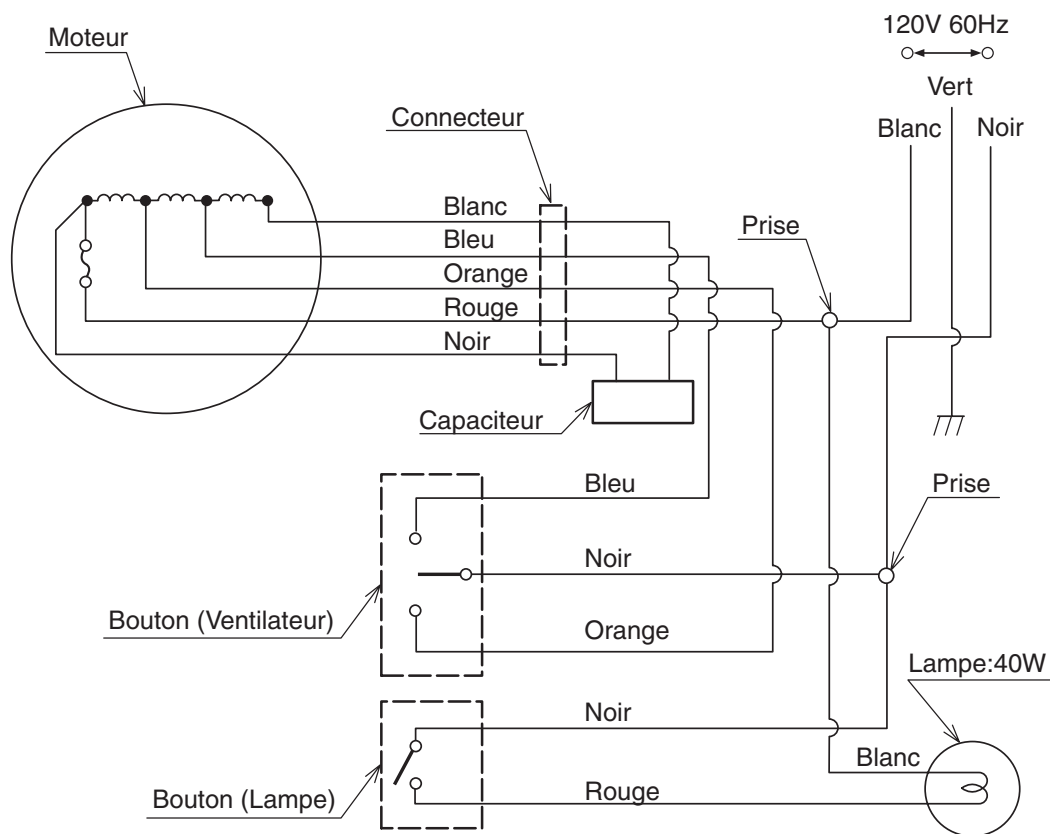 Moteur
120V 60Hz
Vert
Blanc
Noir
Connecteur
Blanc
Bleu
Orange
Rouge
Noir
Prise
Capaciteur
Bleu
Prise
Noir
Bouton (Ventilateur)
Orange
Lampe:40W
Noir
Blanc
Bouton (Lampe)
Rouge